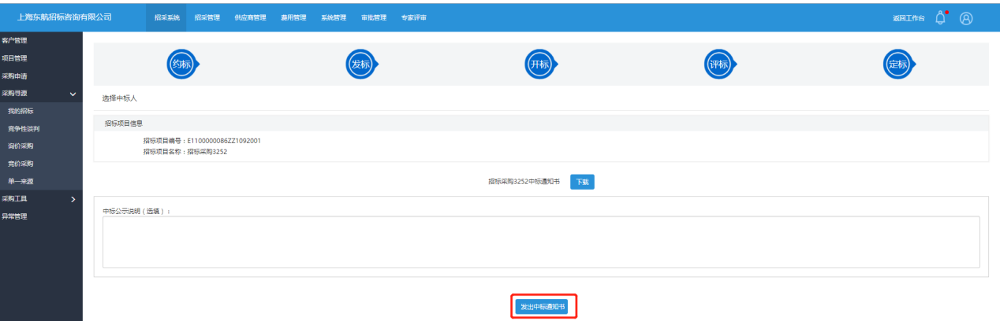 上海东航招标咨询有限公司 招采系统 招采管理 供应商管理 费用管理 系统管理 审批管理 专家评审 返回工作台
客户管理
项目管理
采购申请
采购寻源
我的招标
竞争性谈判
询价采购
竞价采购
单一来源
采购工具
异常管理
约标 发标 开标 评标 定标
选择中标人
招标项目信息
招标项目编号：E1100000086ZZ1092001
招标项目名称：招标采购3252
招标采购3252中标通知书 下载
中标公示说明（选填）：
发出中标通知书